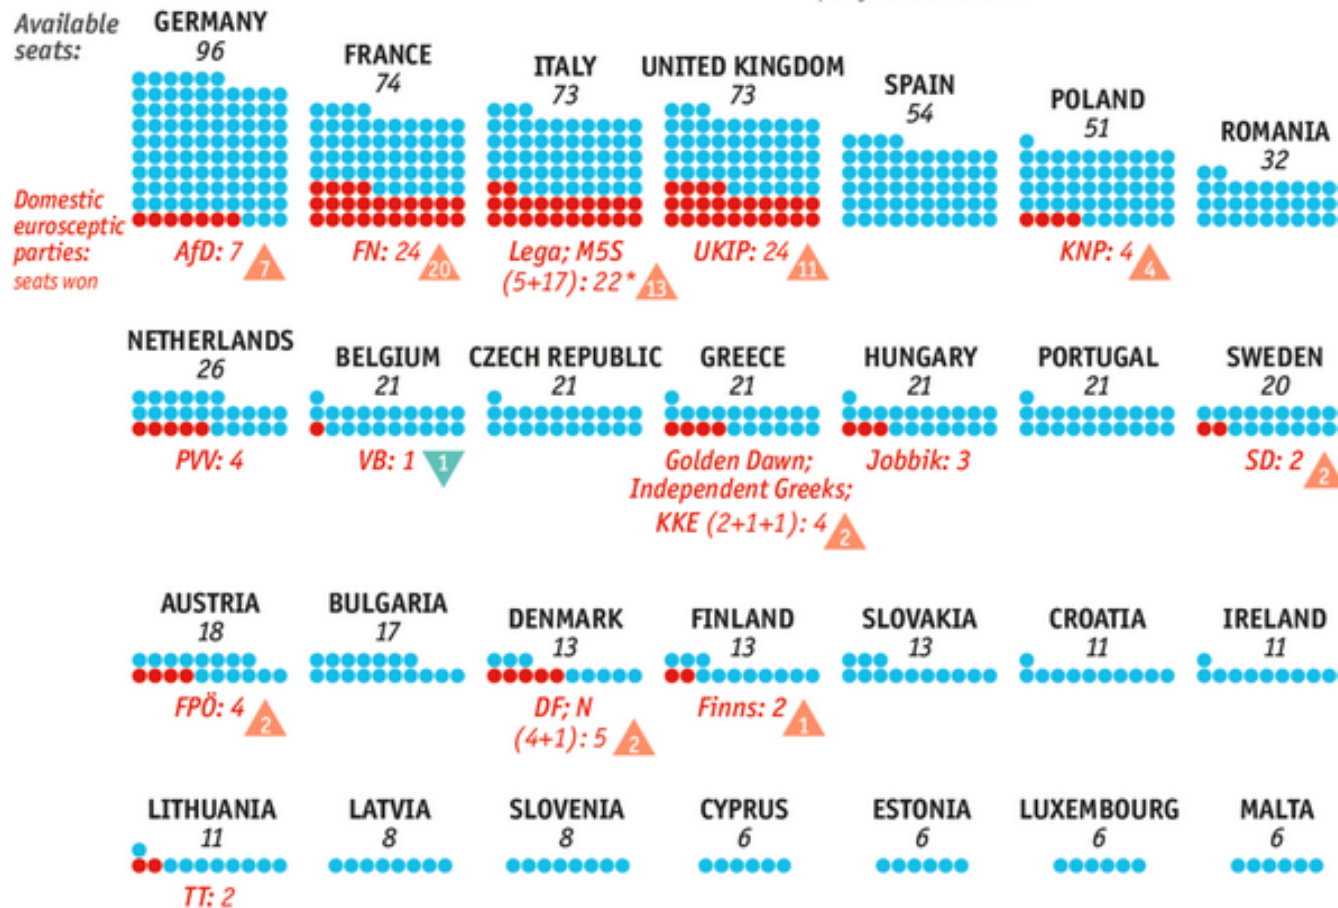 Available
seats:
GERMANY
96
FRANCE
74
ITALY
73
UNITED KINGDOM
73
SPAIN
54
POLAND
51
ROMANIA
32
Domestic
eurosceptic
parties:
seats won
AfD: 7
7
FN: 24
20
Lega; M5S
(5+17): 22*
13
UKIP: 24
11
KNP: 4
4
NETHERLANDS
26
BELGIUM
21
CZECH REPUBLIC
21
GREECE
21
HUNGARY
21
PORTUGAL
21
SWEDEN
20
PVV: 4
VB: 1
1
Golden Dawn;
Independent Greeks;
KKE (2+1+1): 4
2
Jobbik: 3
SD: 2
2
AUSTRIA
18
BULGARIA
17
DENMARK
13
FINLAND
13
SLOVAKIA
13
CROATIA
11
IRELAND
11
FPÖ: 4
2
DF; N
(4+1): 5
2
Finns: 2
1
LITHUANIA
11
LATVIA
8
SLOVENIA
8
CYPRUS
6
ESTONIA
6
LUXEMBOURG
6
MALTA
6
TT: 2